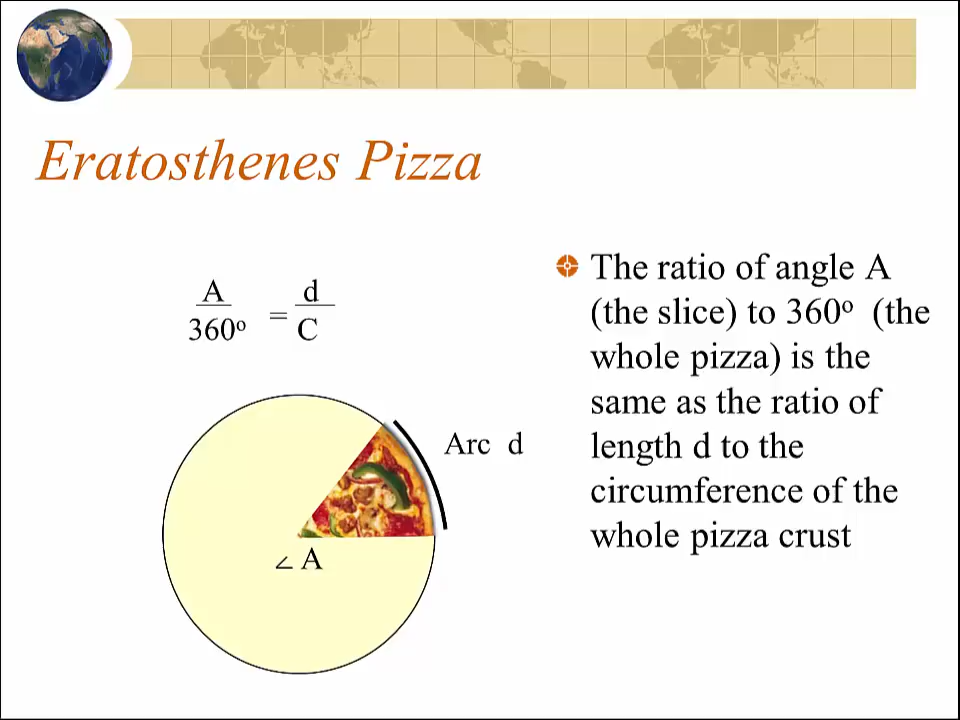 Eratosthenes Pizza
A
360º
=
d
C
Arc d
∠ A
The ratio of angle A
(the slice) to 360º (the
whole pizza) is the
same as the ratio of
length d to the
circumference of the
whole pizza crust